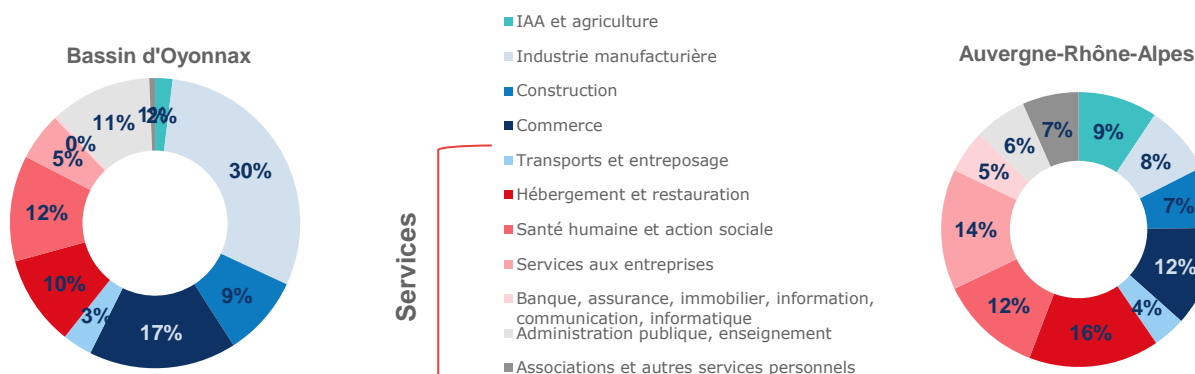 Bassin d'Oyonnax
1%
2%
30%
9%
17%
3%
10%
12%
5%
0%
11%
Services
IAA et agriculture
Industrie manufacturière
Construction
Commerce
Transports et entreposage
Hébergement et restauration
Santé humaine et action sociale
Services aux entreprises
Banque, assurance, immobilier, information,
communication, informatique
Administration publique, enseignement
Associations et autres services personnels
Auvergne-Rhône-Alpes
9%
8%
7%
12%
4%
16%
12%
14%
5%
6%
7%